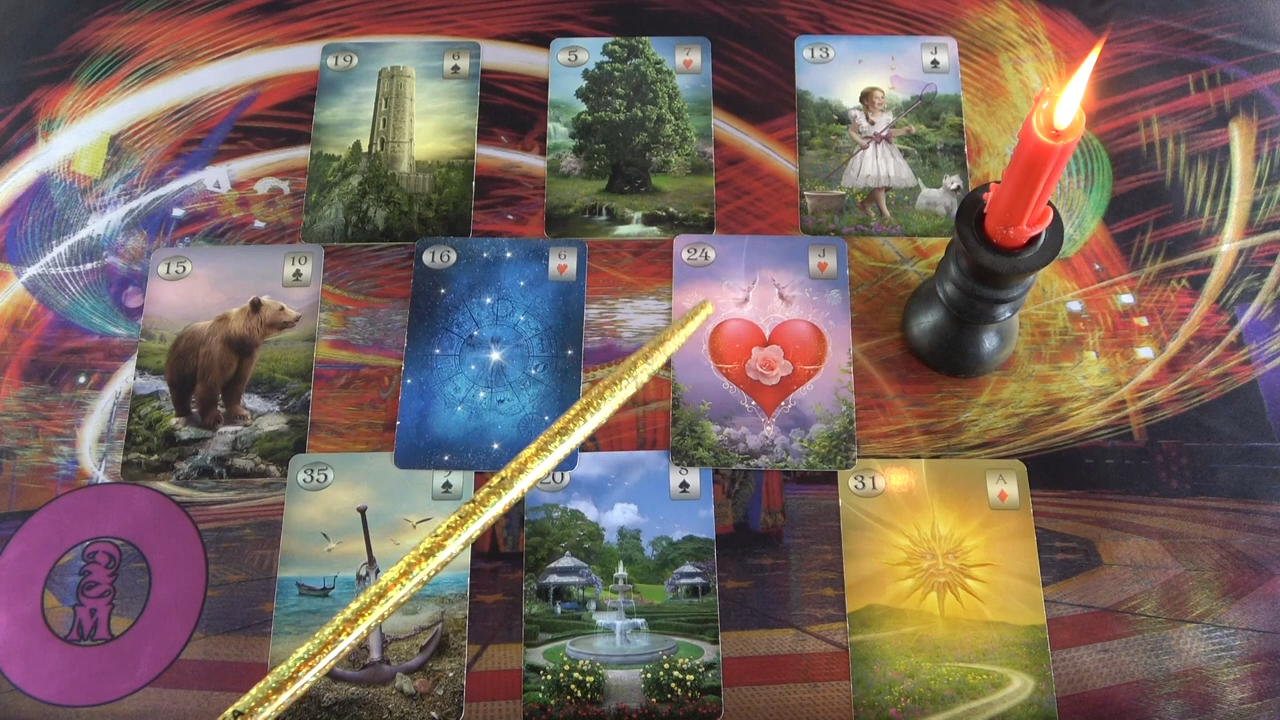 19 6♠
5 7♥
13 J♠
15 10♣
16 6♥
24 J♥
35
20 8♠
31 A♦